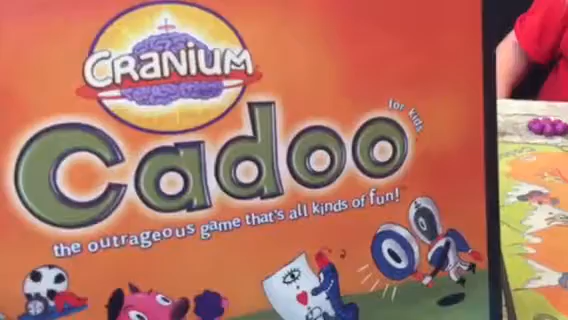 CRANIUM
Cadoo
for kids
the outrageous game that's all kinds of fun!